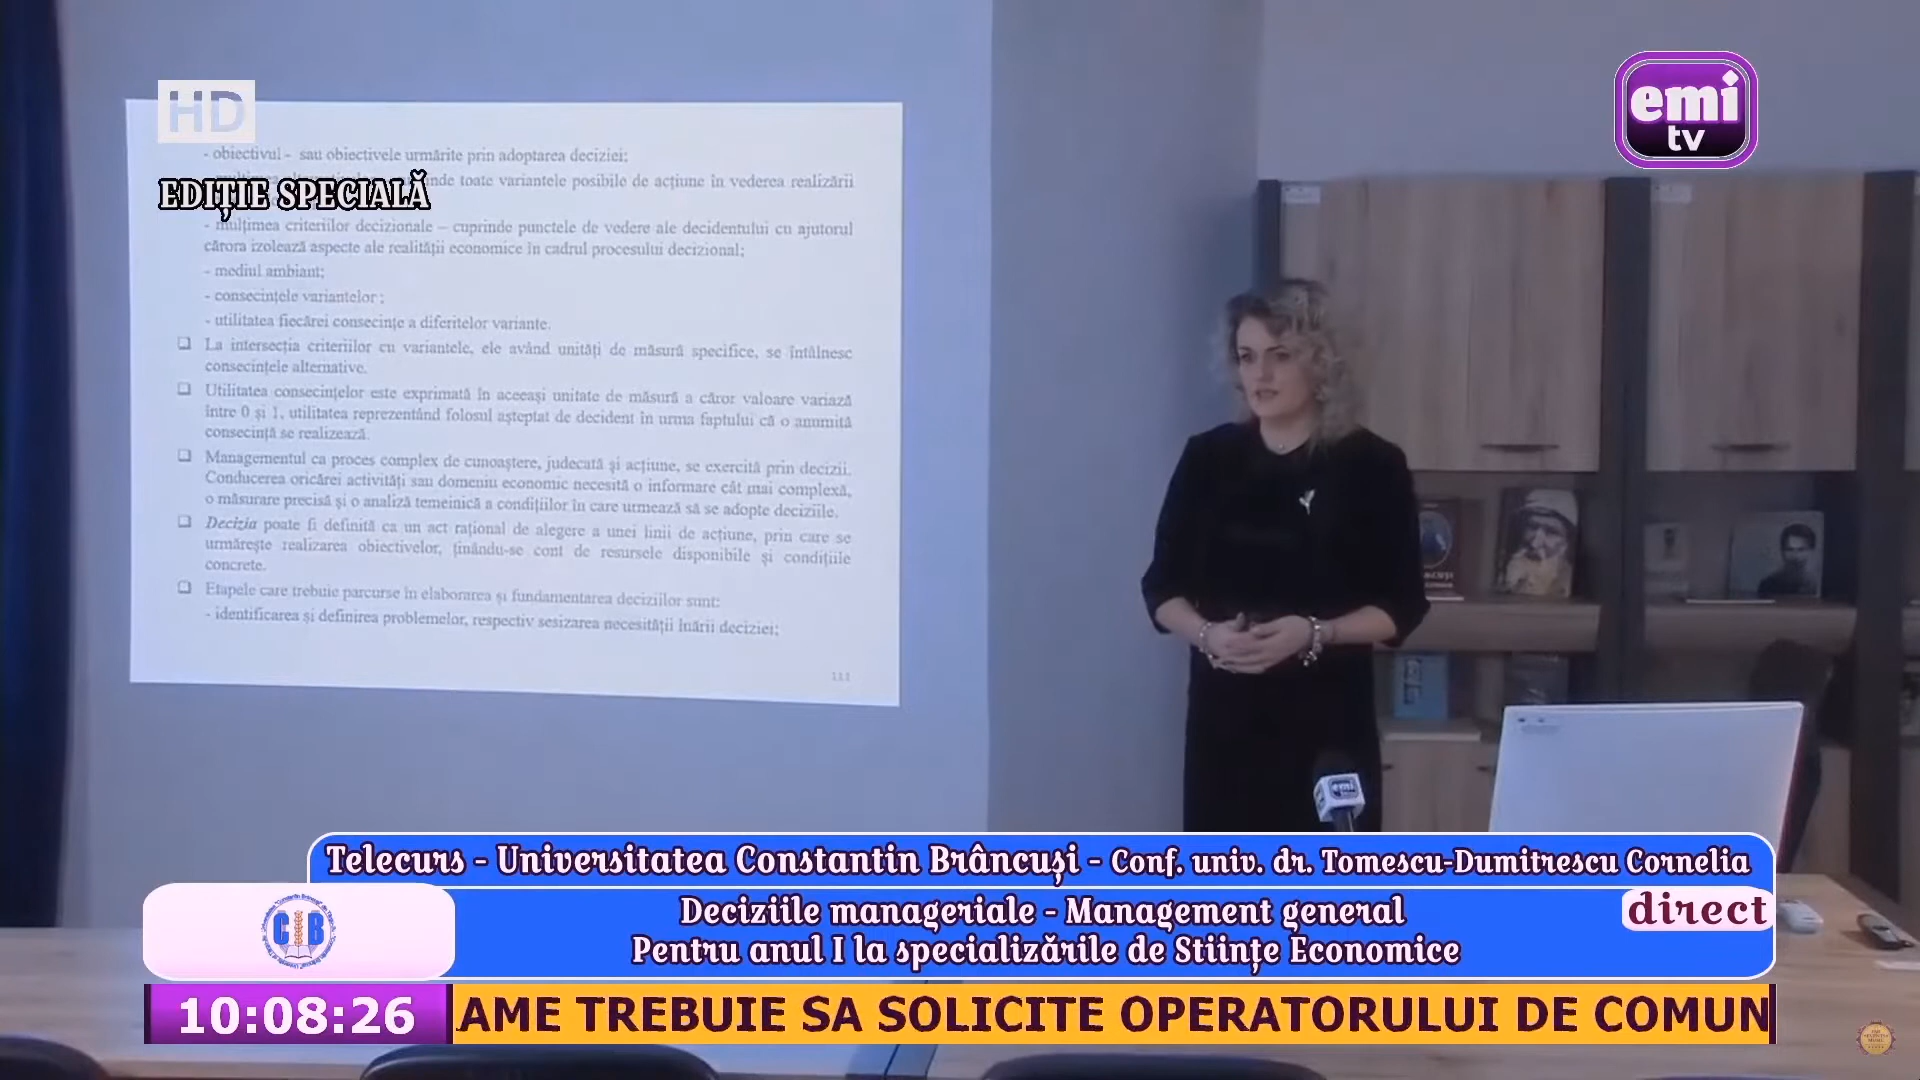 HD
emi
tv
EDIȚIE SPECIALĂ
- obiectivul - sau obiectivele urmărite prin adoptarea deciziei;
toate variantele posibile de acțiune în vederea realizării
- mulțimea criteriilor decizionale – cuprinde punctele de vedere ale decidentului cu ajutorul
cărora izolează aspecte ale realității economice în cadrul procesului decizional;
- mediul ambiant;
- consecințele variantelor ;
- utilitatea fiecărei consecințe a diferitelor variante.
❑ La intersecția criteriilor cu variantele, ele având unități de măsură specifice, se întâlnesc
consecințele alternative.
❑ Utilitatea consecințelor este exprimată în aceeași unitate de măsură a căror valoare variază
între 0 și 1, utilitatea reprezentând folosul așteptat de decident în urma faptului că o anumită
consecință se realizează.
❑ Managementul ca proces complex de cunoaștere, judecată și acțiune, se exercită prin decizii.
Conducerea oricărei activități sau domeniu economic necesită o informare cât mai complexă,
o măsurare precisă și o analiză temeinică a condițiilor în care urmează să se adopte deciziile.
❑ Decizia poate fi definită ca un act rațional de alegere a unei linii de acțiune, prin care se
urmărește realizarea obiectivelor, ținându-se cont de resursele disponibile și condițiile
concrete.
❑ Etapele care trebuie parcurse în elaborarea și fundamentarea deciziilor sunt:
- identificarea și definirea problemelor, respectiv sesizarea necesității luării deciziei;
111
emi
tv
Telecurs - Universitatea Constantin Brâncuși - Conf. univ. dr. Tomescu-Dumitrescu Cornelia
CB
Deciziile manageriale - Management general
direct
Pentru anul I la specializările de Stiințe Economice
10:08:26
AME TREBUIE SA SOLICITE OPERATORULUI DE COMUN